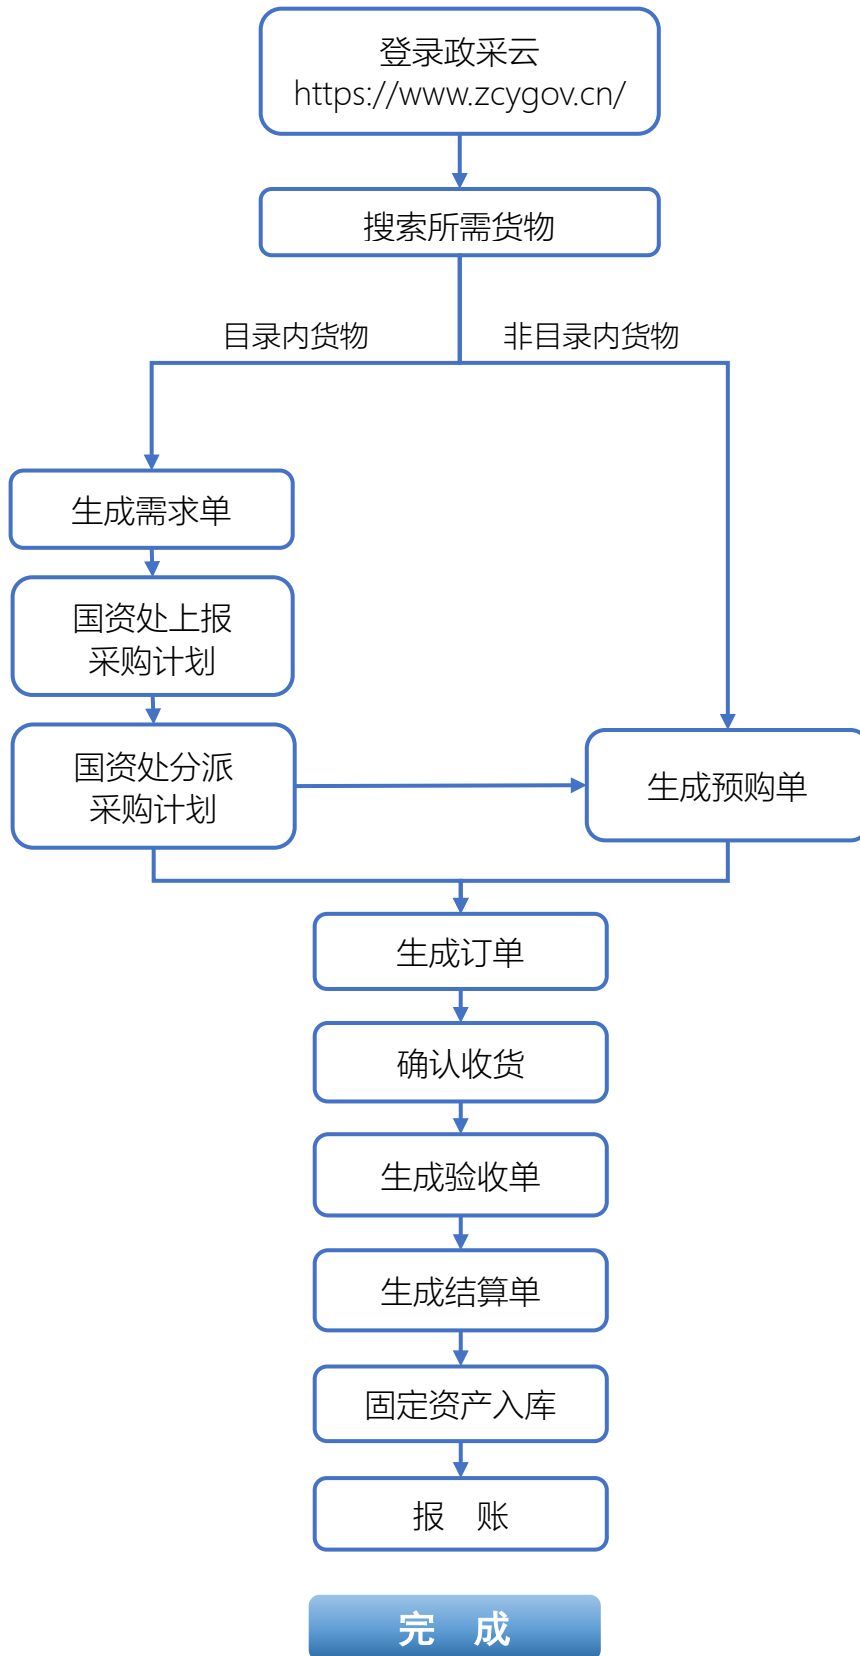 登录政采云
https://www.zcygov.cn/
搜索所需货物
目录内货物
非目录内货物
生成需求单
国资处上报
采购计划
国资处分派
采购计划
生成预购单
生成订单
确认收货
生成验收单
生成结算单
固定资产入库
报 账
完 成